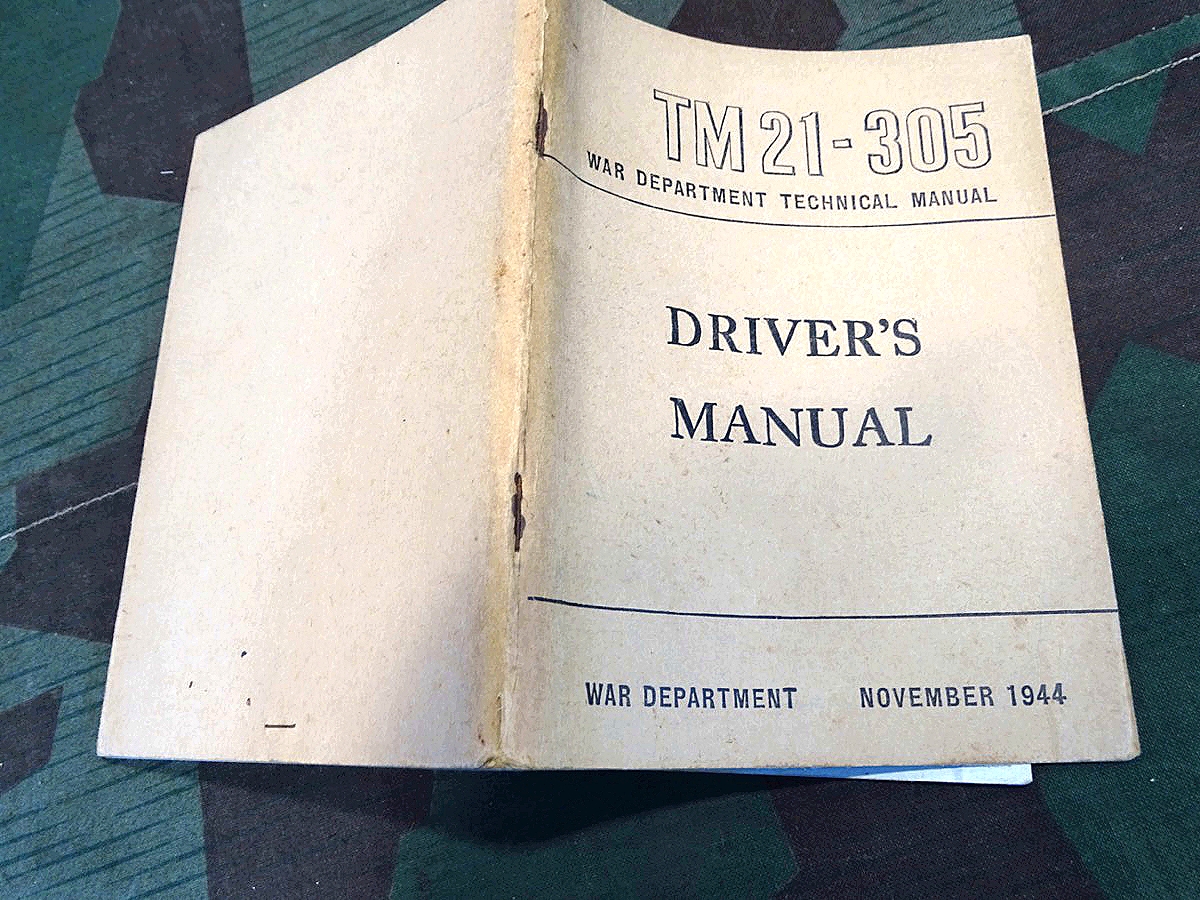 TM 21-305
WAR DEPARTMENT TECHNICAL MANUAL
DRIVER'S
MANUAL
WAR DEPARTMENT NOVEMBER 1944